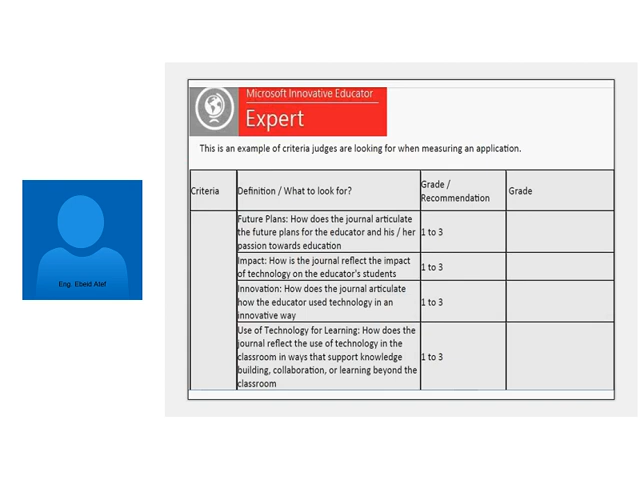 Microsoft Innovative Educator
Expert
This is an example of criteria judges are looking for when measuring an application.
Criteria
Definition / What to look for?
Grade /
Recommendation
Grade
Future Plans: How does the journal articulate
the future plans for the educator and his / her
passion towards education
1 to 3
Impact: How is the journal reflect the impact
of technology on the educator's students
1 to 3
Innovation: How does the journal articulate
how the educator used technology in an
innovative way
1 to 3
Use of Technology for Learning: How does the
journal reflect the use of technology in the
classroom in ways that support knowledge
building, collaboration, or learning beyond the
classroom
1 to 3
Eng. Ebeid Atef